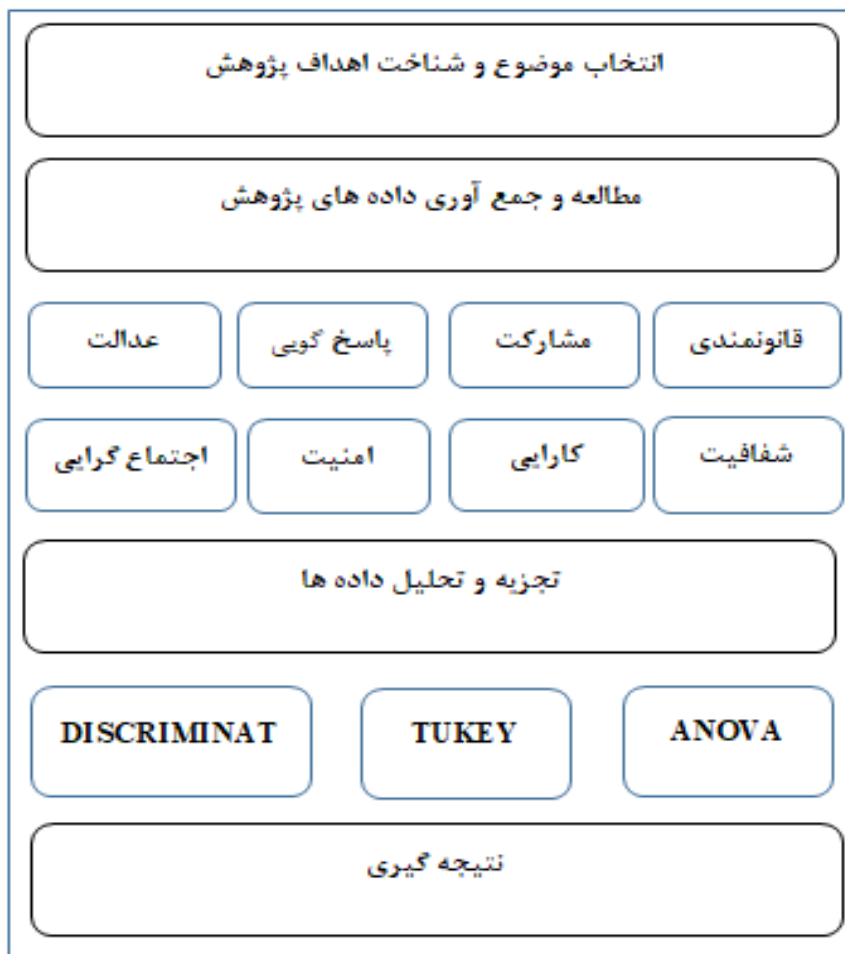 انتخاب موضوع و شناخت اهداف پژوهش
مطالعه و جمع آوری داده های پژوهش
قانونمندی
مشارکت
پاسخ گویی
عدالت
شفافیت
کارایی
امنیت
اجتماع گرایی
تجزیه و تحلیل داده ها
ANOVA
TUKEY
DISCRIMINAT
نتیجه گیری